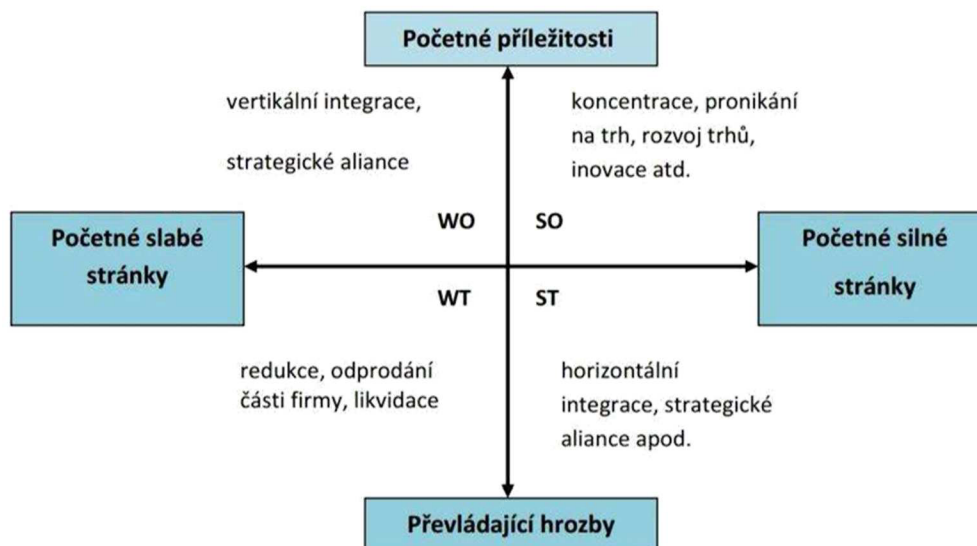 Početné příležitosti
vertikální integrace,
strategické aliance
koncentrace, pronikání
na trh, rozvoj trhů,
inovace atd.
WO
SO
Početné slabé
stránky
Početné silné
stránky
WT
ST
redukce, odprodání
části firmy, likvidace
horizontální
integrace, strategické
aliance apod.
Převládající hrozby